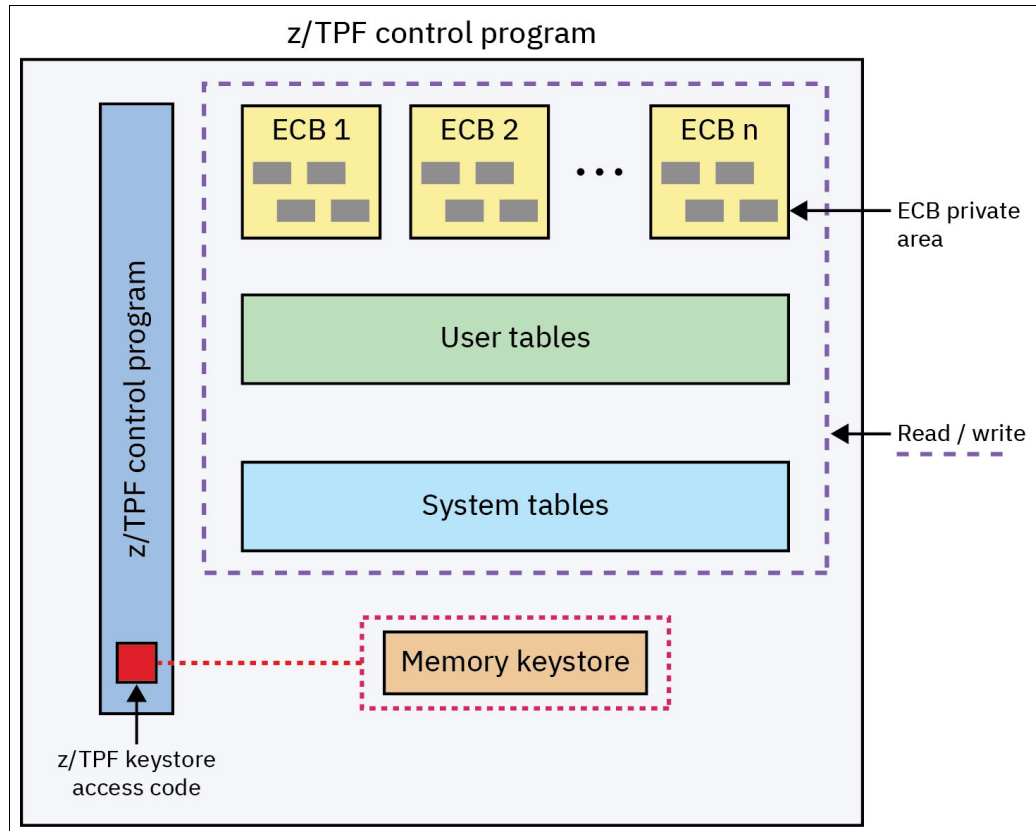 z/TPF control program
ECB 1
ECB 2
...
ECB n
ECB private
area
z/TPF control program
User tables
Read / write
System tables
Memory keystore
z/TPF keystore
access code